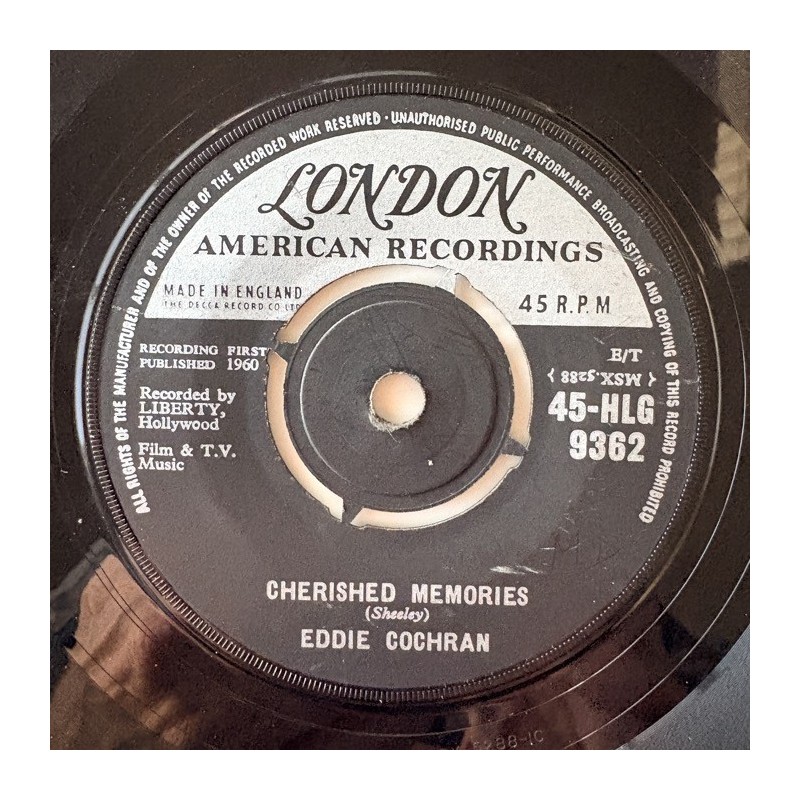 ALL RIGHTS OF THE MANUFACTURER AND OF THE OWNER OF THE RECORDED WORK RESERVED · UNAUTHORISED PUBLIC PERFORMANCE BROADCASTING AND COPYING OF THIS RECORD PROHIBITED
LONDON
AMERICAN RECORDINGS
MADE IN ENGLAND
THE DECCA RECORD CO LTD
45 R.P.M
RECORDING FIRST
PUBLISHED 1960
Recorded by
LIBERTY,
Hollywood
Film & T.V.
Music
E/T
{ MSX.5288 }
45-HLG
9362
CHERISHED MEMORIES
(Sheeley)
EDDIE COCHRAN
288-1C